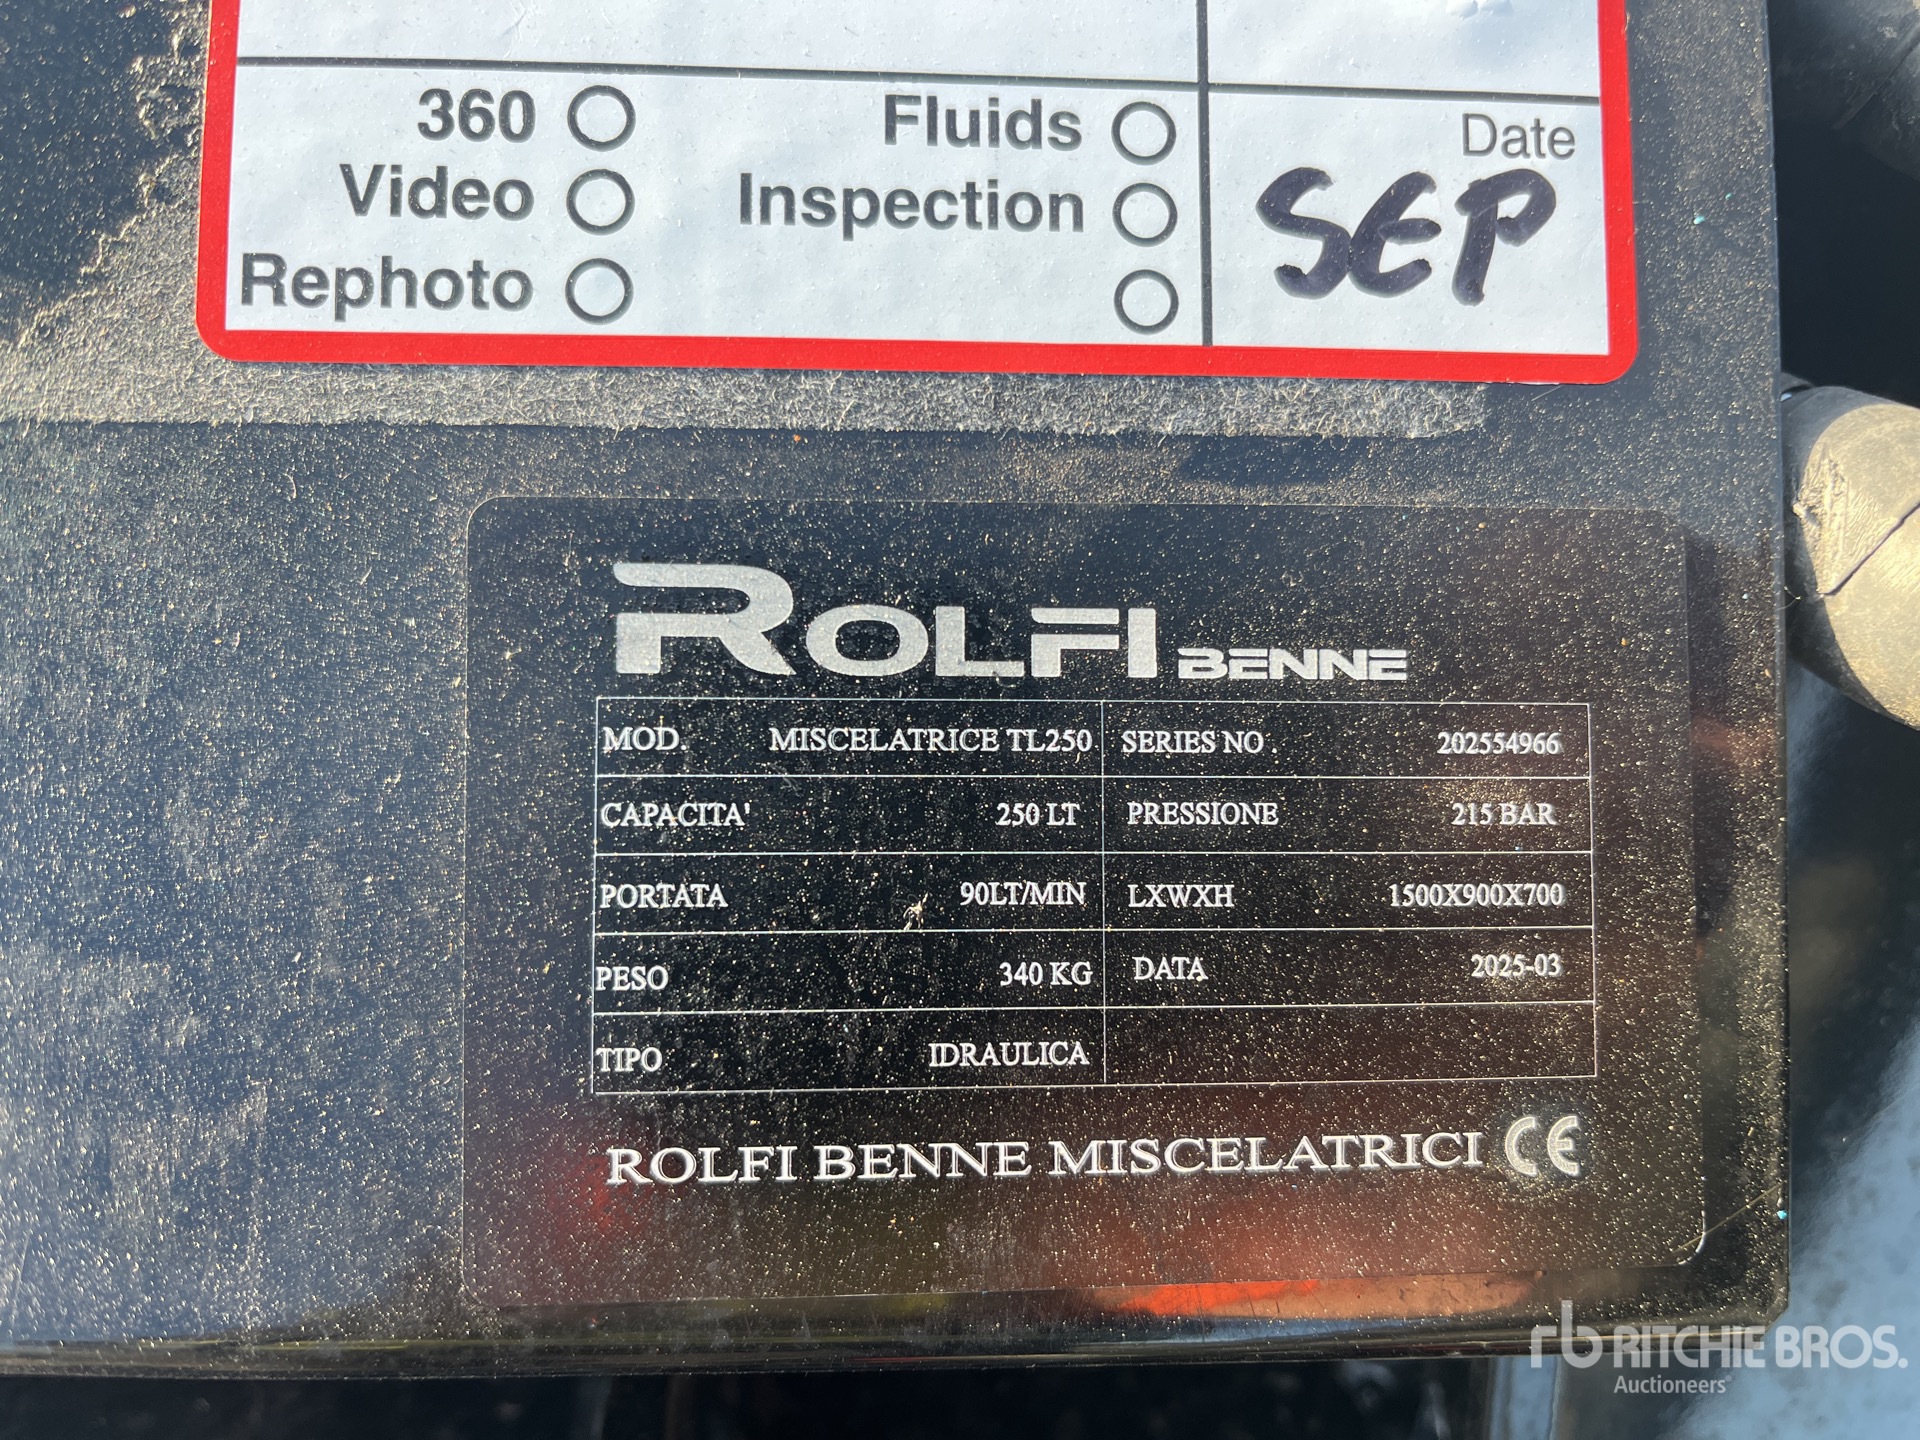 360
Video
Rephoto
Fluids
Inspection
Date
SEP
ROLFI BENNE
MOD. MISCELATRICE TL250 SERIES NO . 202554966
CAPACITA' 250 LT PRESSIONE 215 BAR
PORTATA 90LT/MIN LXWXH 1500X900X700
PESO 340 KG DATA 2025-03
TIPO IDRAULICA
ROLFI BENNE MISCELATRICI CE
rb RITCHIE BROS.
Auctioneers